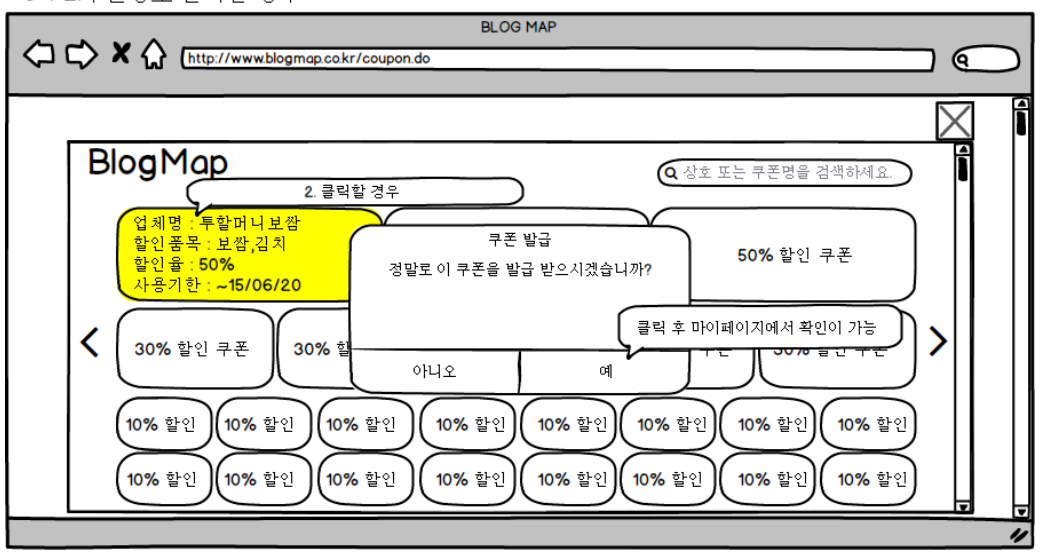 BLOG MAP
http://www.blogmap.co.kr/coupon.do
BlogMap
상호 또는 쿠폰명을 검색하세요.
2. 클릭할 경우
업체명 : 투할머니보쌈
할인품목 : 보쌈,김치
할인율 : 50%
사용기한 : ~15/06/20
쿠폰 발급
정말로 이 쿠폰을 발급 받으시겠습니까?
50% 할인 쿠폰
클릭 후 마이페이지에서 확인이 가능
30% 할인 쿠폰
30% 할
쿠폰
30% 할인 쿠폰
아니오
예
10% 할인 10% 할인 10% 할인 10% 할인 10% 할인 10% 할인 10% 할인 10% 할인
10% 할인 10% 할인 10% 할인 10% 할인 10% 할인 10% 할인 10% 할인 10% 할인